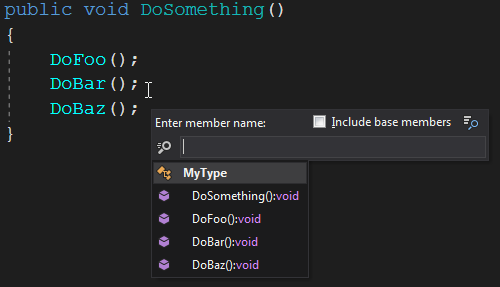 public void DoSomething()
{
DoFoo();
DoBar();
DoBaz();
}
Enter member name:
Include base members
MyType
DoSomething():void
DoFoo():void
DoBar():void
DoBaz():void